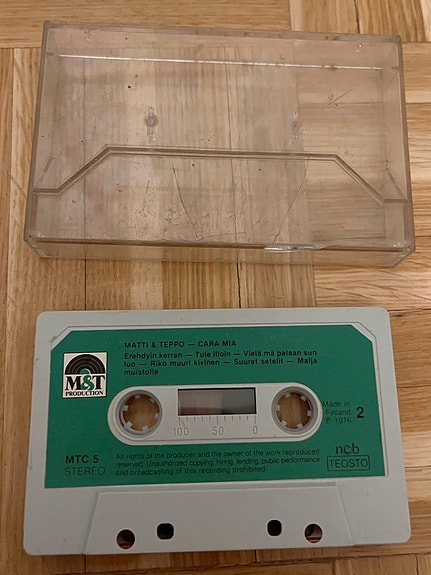 MATTI & TEPPO — CARA MIA
Erehdyin kerran — Tule illoin — Vielä mä palaan sun
luo — Riko muuri kivinen — Suuret setelit — Malja
muistolle
M&T
PRODUCTION
Made in
Finland
℗ 1976
2
100 50 0
MTC 5
STEREO
All rights of the producer and the owner of the work reproduced
reserved. Unauthorized copying, hiring, lending, public performance
and broadcasting of this recording prohibited
ncb
TEOSTO